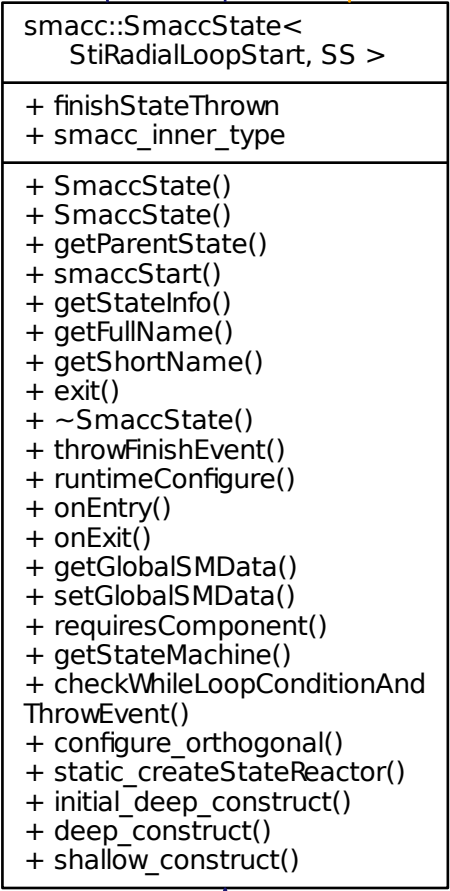 smacc::SmaccState<
StiRadialLoopStart, SS >
+ finishStateThrown
+ smacc_inner_type
+ SmaccState()
+ SmaccState()
+ getParentState()
+ smaccStart()
+ getStateInfo()
+ getFullName()
+ getShortName()
+ exit()
+ ~SmaccState()
+ throwFinishEvent()
+ runtimeConfigure()
+ onEntry()
+ onExit()
+ getGlobalSMData()
+ setGlobalSMData()
+ requiresComponent()
+ getStateMachine()
+ checkWhileLoopConditionAnd
ThrowEvent()
+ configure_orthogonal()
+ static_createStateReactor()
+ initial_deep_construct()
+ deep_construct()
+ shallow_construct()